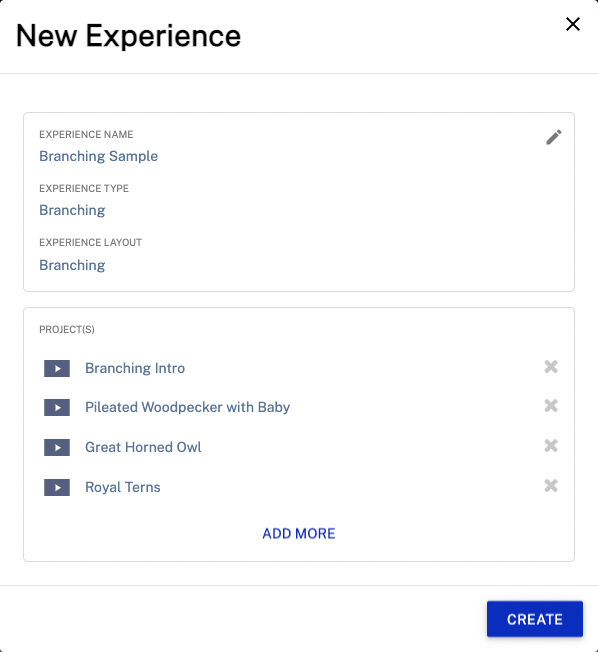 New Experience
EXPERIENCE NAME
Branching Sample
EXPERIENCE TYPE
Branching
EXPERIENCE LAYOUT
Branching
PROJECT(S)
Branching Intro
Pileated Woodpecker with Baby
Great Horned Owl
Royal Terns
ADD MORE
CREATE